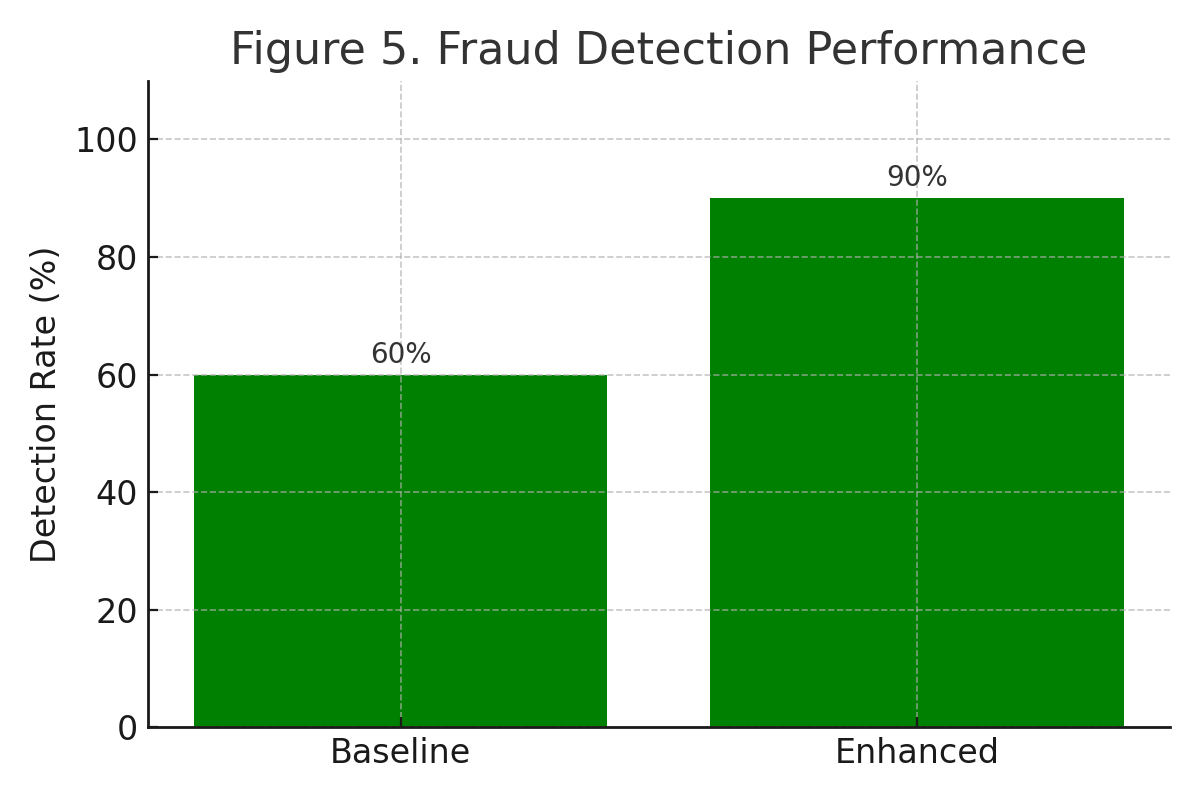 Figure 5. Fraud Detection Performance
Detection Rate (%)
100
80
60
40
20
0
60%
90%
Baseline
Enhanced